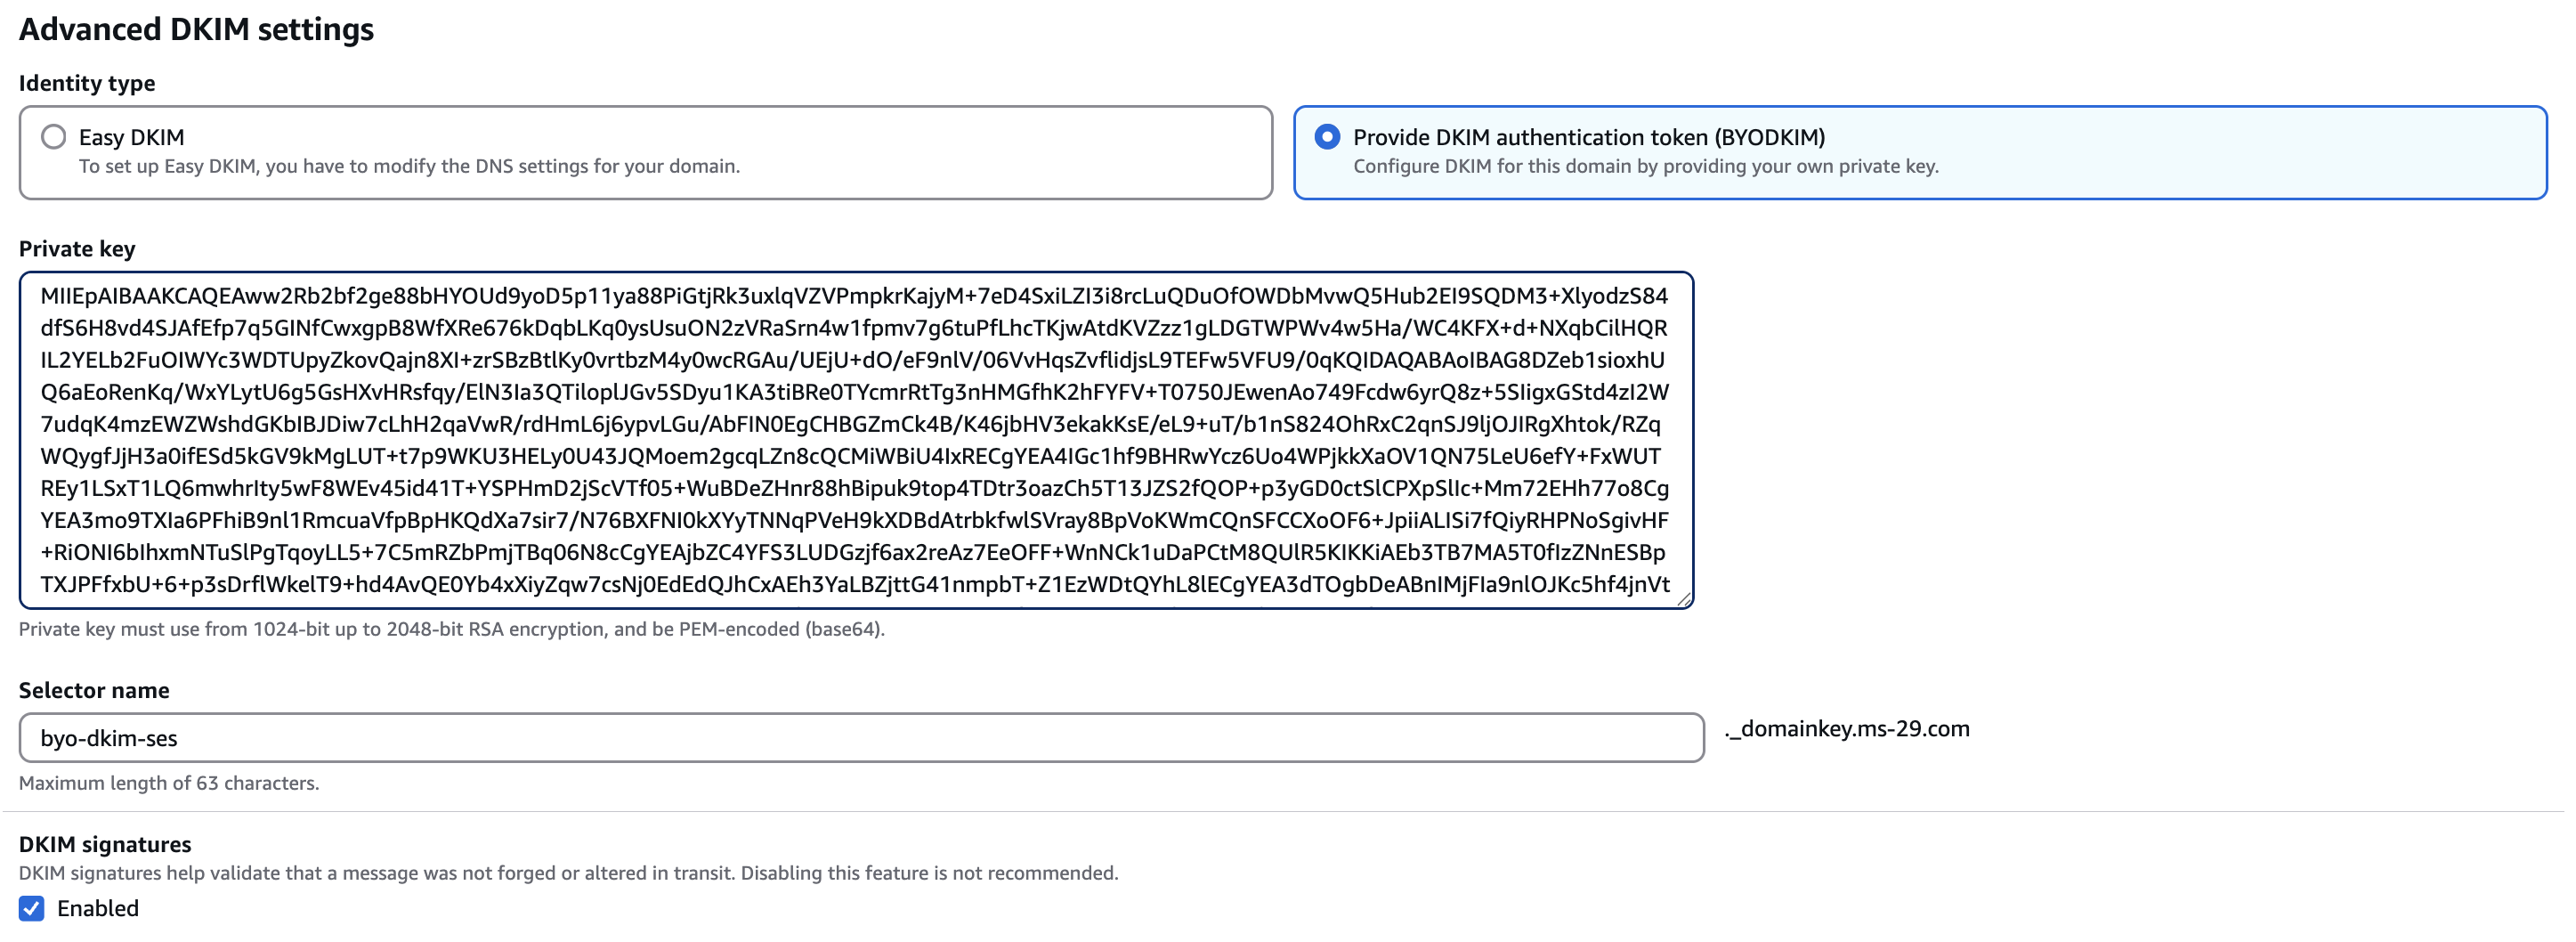 Advanced DKIM settings
Identity type
Easy DKIM
To set up Easy DKIM, you have to modify the DNS settings for your domain.
Provide DKIM authentication token (BYODKIM)
Configure DKIM for this domain by providing your own private key.
Private key
MIIEpAIBAAKCAQEAww2Rb2bf2ge88bHYOUd9yoD5p11ya88PiGtjRk3uxlqVZVPmpkrKajyM+7eD4SxiLZI3i8rcLuQDuOfOWDbMvwQ5Hub2EI9SQDM3+XlyodzS84
dfS6H8vd4SJAfEfp7q5GINfCwxgpB8WfXRe676kDqbLKq0ysUsuON2zVRaSrn4w1fpmv7g6tuPfLhcTKjwAtdKVZzz1gLDGTWPWv4w5Ha/WC4KFX+d+NXqbCilHQR
IL2YELb2FuOIWYc3WDTUpyZkovQajn8XI+zrSBzBtlKy0vrtbzM4y0wcRGAu/UEjU+dO/eF9nlV/06VvHqsZvflidjsL9TEFw5VFU9/0qKQIDAQABAoIBAG8DZeb1sioxhU
Q6aEoRenKq/WxYLytU6g5GsHXvHRsfqy/ElN3Ia3QTiloplJGv5SDyu1KA3tiBRe0TYcmrRtTg3nHMGfhK2hFYFV+T0750JEwenAo749Fcdw6yrQ8z+5SIigxGStd4zI2W
7udqK4mzEWZWshdGKbIBJDiw7cLhH2qaVwR/rdHmL6j6ypvLGu/AbFIN0EgCHBGZmCk4B/K46jbHV3ekakKsE/eL9+uT/b1nS824OhRxC2qnSJ9ljOJIRgXhtok/RZq
WQygfJjH3a0ifESd5kGV9kMgLUT+t7p9WKU3HELy0U43JQMoem2gcqLZn8cQCMiWBiU4IxRECgYEA4IGc1hf9BHRwYcz6Uo4WPjkkXaOV1QN75LeU6efY+FxWUT
REy1LSxT1LQ6mwhrIty5wF8WEv45id41T+YSPHmD2jScVTf05+WuBDeZHnr88hBipuk9top4TDtr3oazCh5T13JZS2fQOP+p3yGD0ctSlCPXpSlIc+Mm72EHh77o8Cg
YEA3mo9TXIa6PFhiB9nl1RmcuaVfpBpHKQdXa7sir7/N76BXFNI0kXYyTNNqPVeH9kXDBdAtrbkfwlSVray8BpVoKWmCQnSFCCXoOF6+JpiiALISi7fQiyRHPNoSgivHF
+RiONI6bIhxmNTuSlPgTqoyLL5+7C5mRZbPmjTBq06N8cCgYEAjbZC4YFS3LUDGzjf6ax2reAz7EeOFF+WnNCk1uDaPCtM8QUlR5KIKKiAEb3TB7MA5T0fIzZNnESBp
TXJPFfxbU+6+p3sDrflWkelT9+hd4AvQE0Yb4xXiyZqw7csNj0EdEdQJhCxAEh3YaLBZjttG41nmpbT+Z1EzWDtQYhL8lECgYEA3dTOgbDeABnIMjFIa9nlOJKc5hf4jnVt
Private key must use from 1024-bit up to 2048-bit RSA encryption, and be PEM-encoded (base64).
Selector name
byo-dkim-ses
._domainkey.ms-29.com
Maximum length of 63 characters.
DKIM signatures
DKIM signatures help validate that a message was not forged or altered in transit. Disabling this feature is not recommended.
Enabled